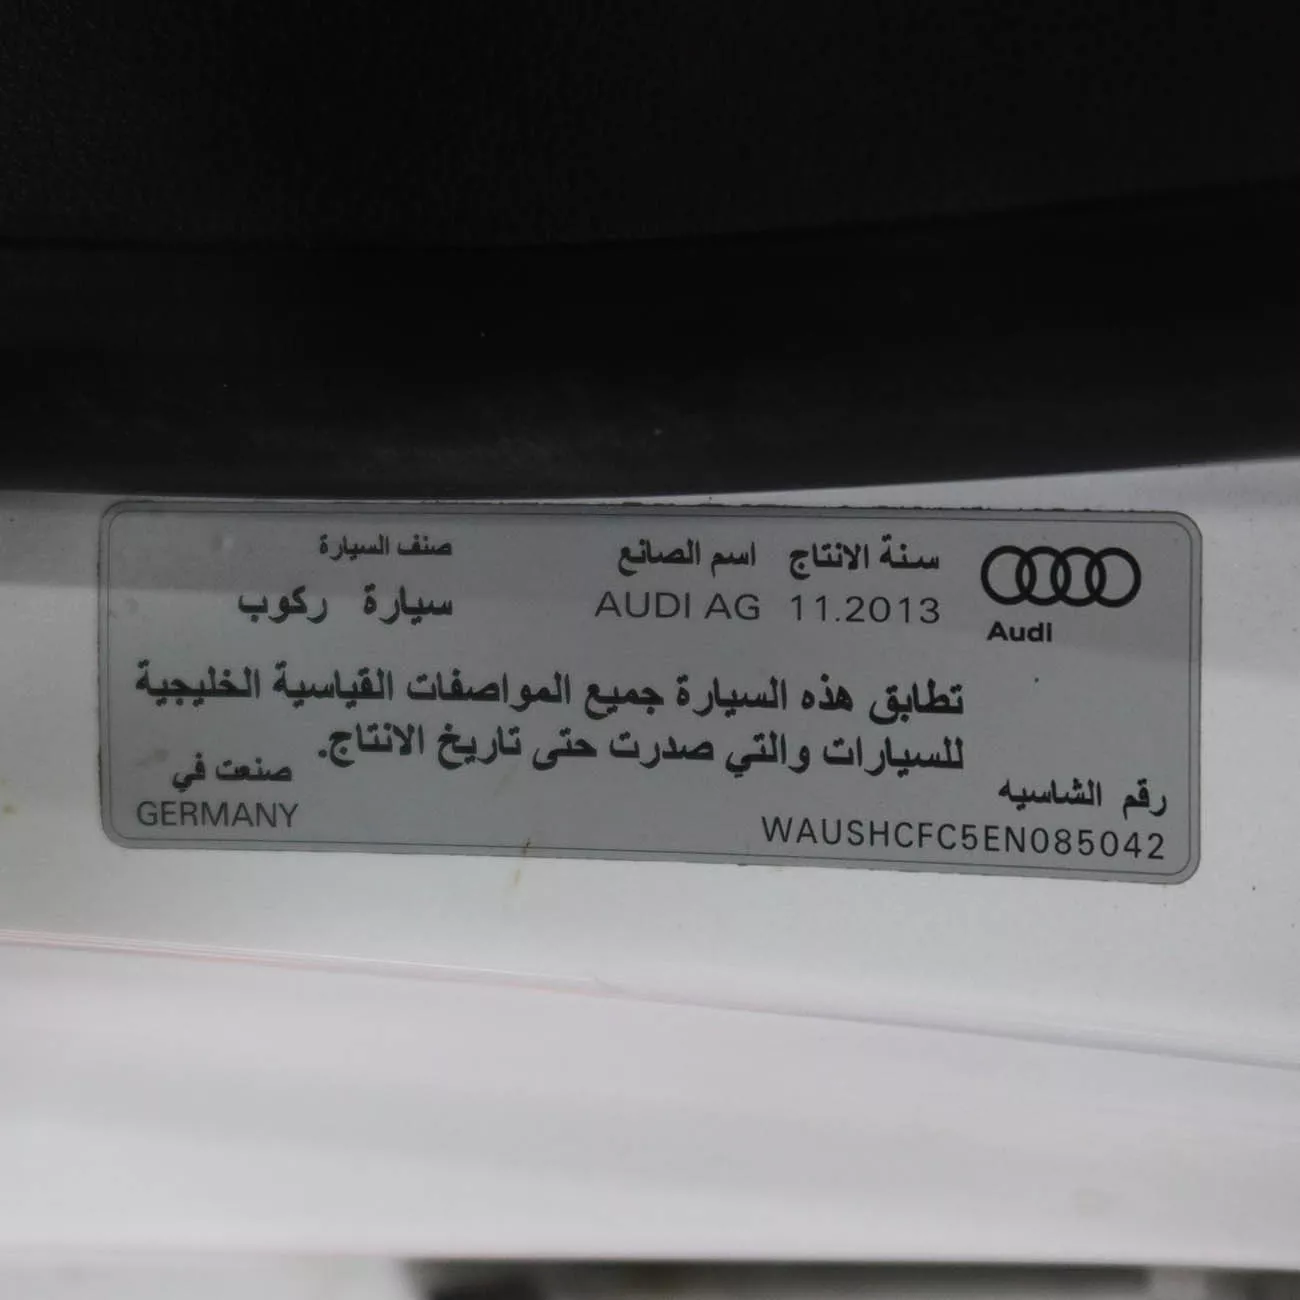 سنة الانتاج اسم الصانع صنف السيارة
11.2013 AUDI AG سيارة ركوب
Audi
تطابق هذه السيارة جميع المواصفات القياسية الخليجية
للسيارات والتي صدرت حتى تاريخ الانتاج.
رقم الشاسيه
WAUSHCFC5EN085042
صنعت في
GERMANY